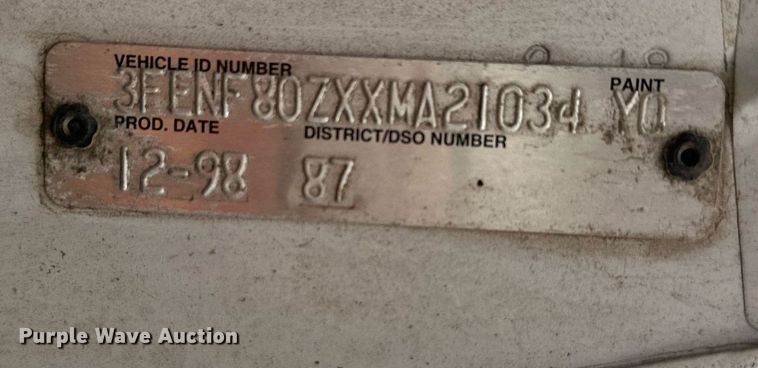 VEHICLE ID NUMBER PAINT
3FENF80ZXXMA21034 YO
PROD. DATE DISTRICT/DSO NUMBER
12-98 87
Purple Wave Auction